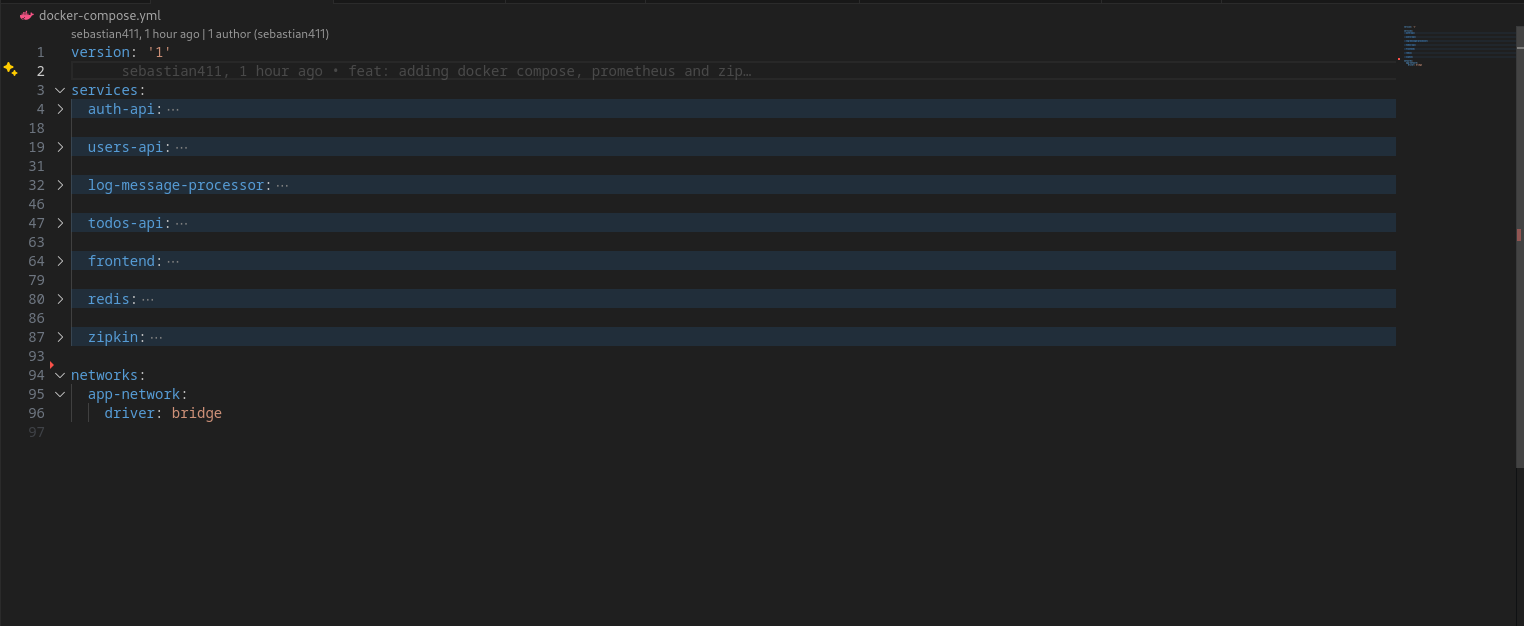 docker-compose.yml
sebastian411, 1 hour ago | 1 author (sebastian411)
1 version: '1'
2 sebastian411, 1 hour ago • feat: adding docker compose, prometheus and zip…
3 services:
4 auth-api: ···
18
19 users-api: ···
31
32 log-message-processor: ···
46
47 todos-api: ···
63
64 frontend: ···
79
80 redis: ···
86
87 zipkin: ···
93
94 networks:
95 app-network:
96 driver: bridge
97